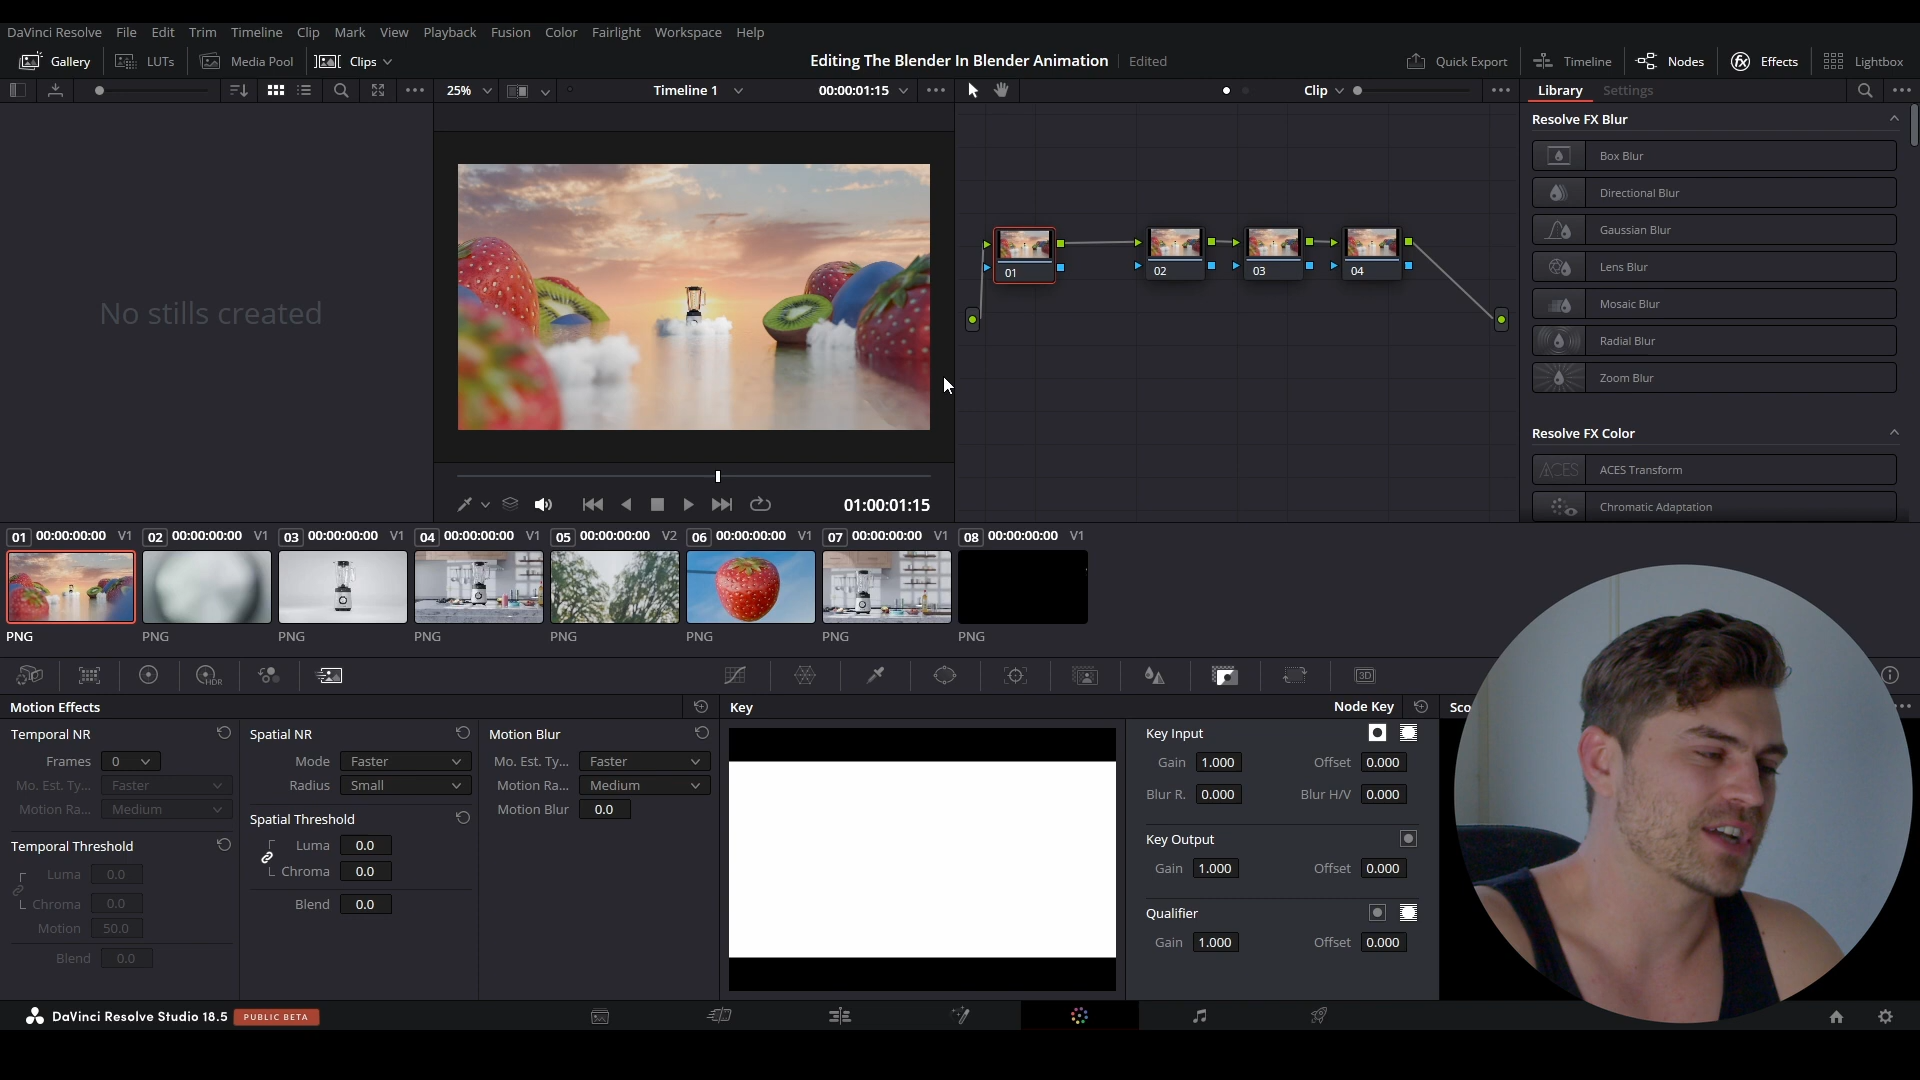 DaVinci Resolve File Edit Trim Timeline Clip Mark View Playback Fusion Color Fairlight Workspace Help
Gallery LUTs Media Pool Clips Editing The Blender In Blender Animation Edited Quick Export Timeline Nodes Effects Lightbox
25% Timeline 1 00:00:01:15 Clip Library Settings
Resolve FX Blur
Box Blur
Directional Blur
Gaussian Blur
Lens Blur
Mosaic Blur
Radial Blur
Zoom Blur
Resolve FX Color
ACES ACES Transform
Chromatic Adaptation
No stills created
01 02 03 04
01:00:01:15
01 00:00:00:00 V1 02 00:00:00:00 V1 03 00:00:00:00 V1 04 00:00:00:00 V1 05 00:00:00:00 V2 06 00:00:00:00 V1 07 00:00:00:00 V1 08 00:00:00:00 V1
PNG PNG PNG PNG PNG PNG PNG PNG
HDR 3D
Motion Effects Key Node Key Sco
Temporal NR
Frames 0
Mo. Est. Ty... Faster
Motion Ra... Medium
Temporal Threshold
Luma 0.0
Chroma 0.0
Motion 50.0
Blend 0.0
Spatial NR
Mode Faster
Radius Small
Spatial Threshold
Luma 0.0
Chroma 0.0
Blend 0.0
Motion Blur
Mo. Est. Ty... Faster
Motion Ra... Medium
Motion Blur 0.0
Key Input
Gain 1.000 Offset 0.000
Blur R. 0.000 Blur H/V 0.000
Key Output
Gain 1.000 Offset 0.000
Qualifier
Gain 1.000 Offset 0.000
DaVinci Resolve Studio 18.5 PUBLIC BETA